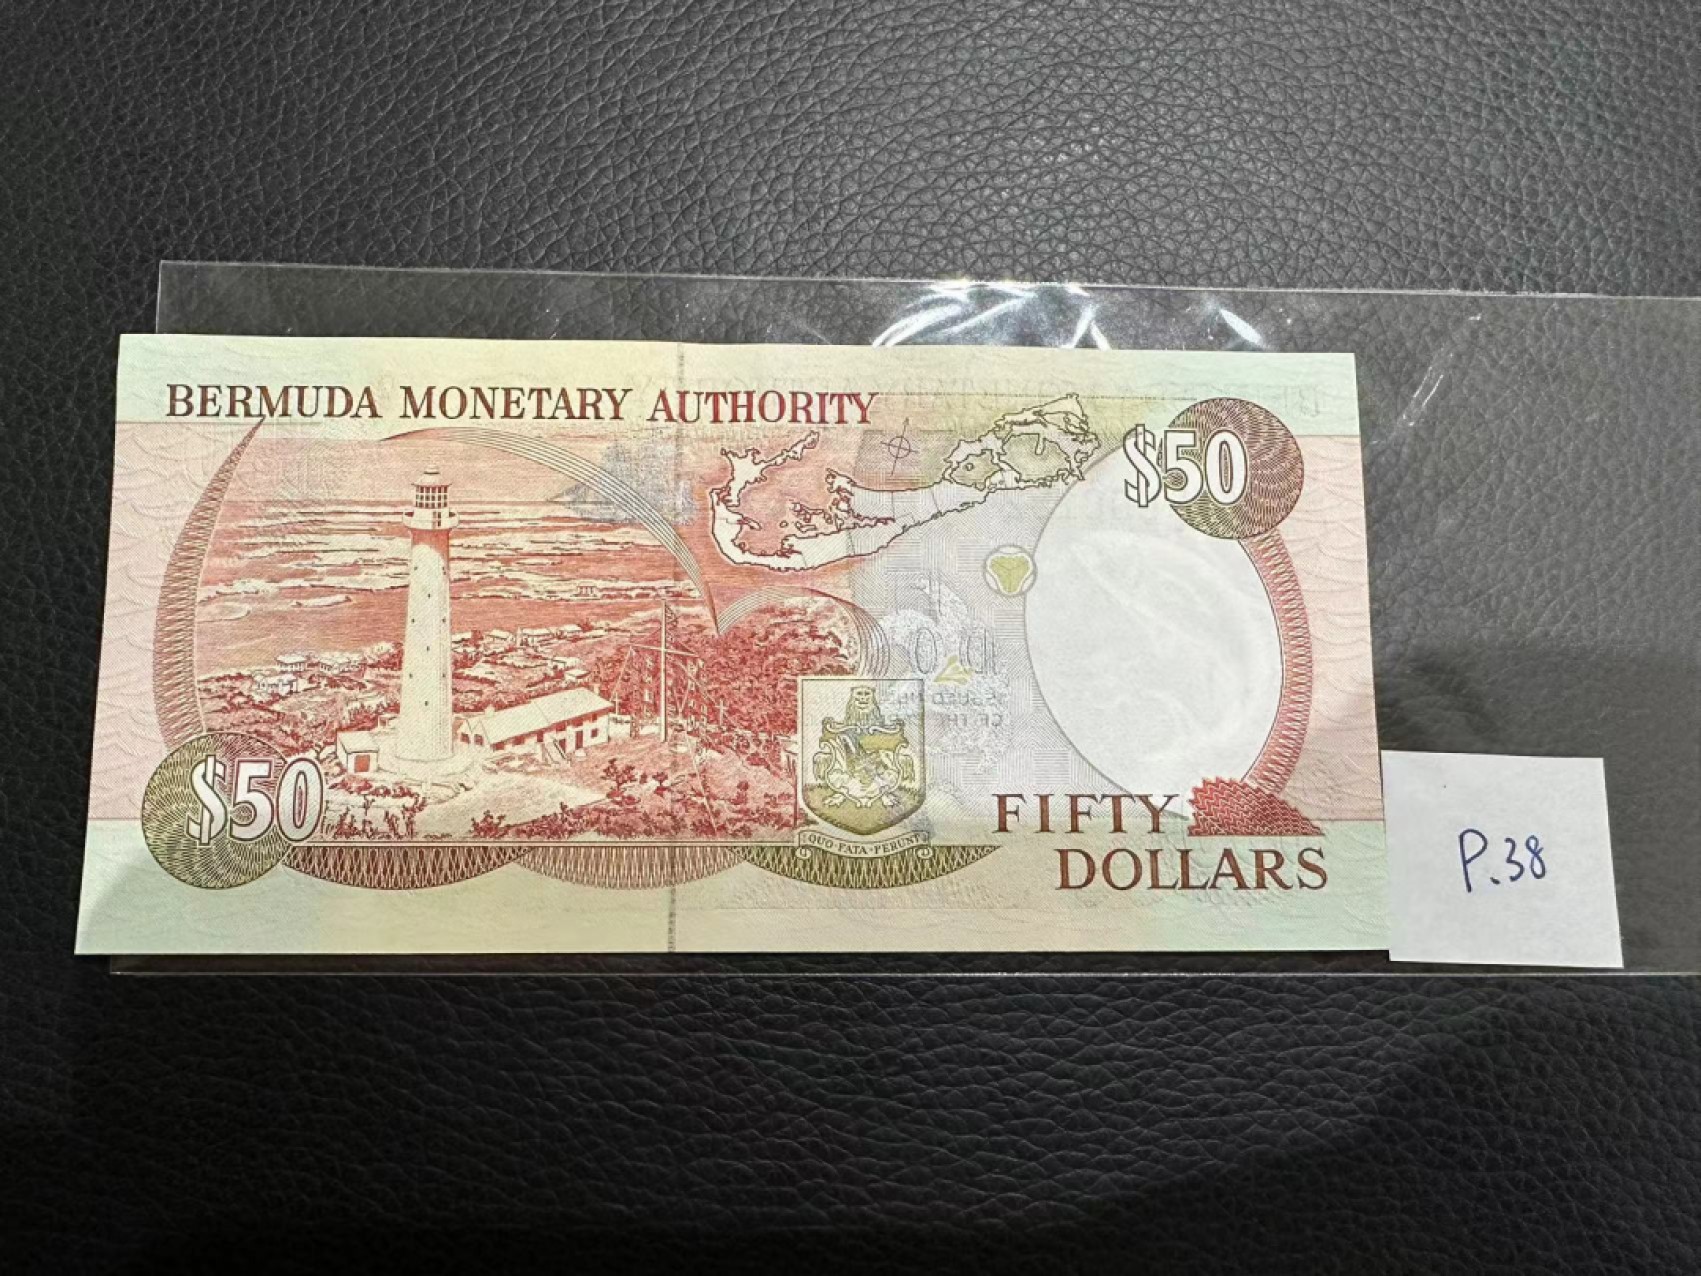 BERMUDA MONETARY AUTHORITY
$50
$50
QUO·FATA·FERUNT
FIFTY
DOLLARS
P.38